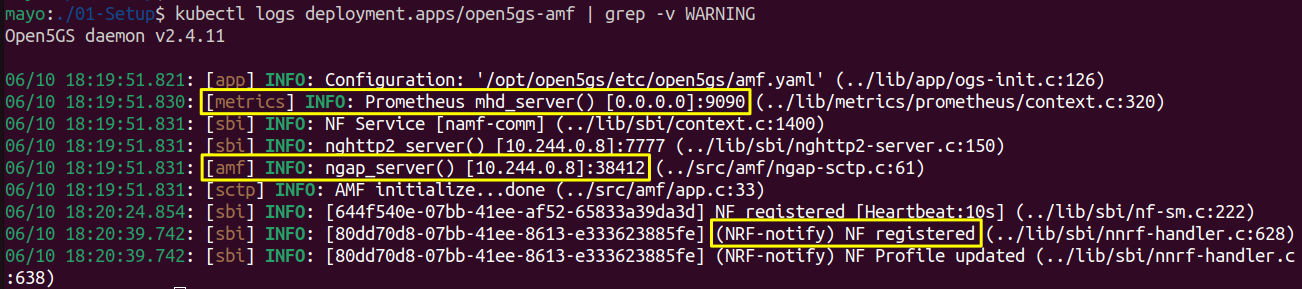 mayo:./01-Setup$ kubectl logs deployment.apps/open5gs-amf | grep -v WARNING
Open5GS daemon v2.4.11
06/10 18:19:51.821: [app] INFO: Configuration: '/opt/open5gs/etc/open5gs/amf.yaml' (../lib/app/ogs-init.c:126)
06/10 18:19:51.830: [metrics] INFO: Prometheus mhd_server() [0.0.0.0]:9090 (../lib/metrics/prometheus/context.c:320)
06/10 18:19:51.831: [sbi] INFO: NF Service [namf-comm] (../lib/sbi/context.c:1400)
06/10 18:19:51.831: [sbi] INFO: nghttp2_server() [10.244.0.8]:7777 (../lib/sbi/nghttp2-server.c:150)
06/10 18:19:51.831: [amf] INFO: ngap_server() [10.244.0.8]:38412 (../src/amf/ngap-sctp.c:61)
06/10 18:19:51.831: [sctp] INFO: AMF initialize...done (../src/amf/app.c:33)
06/10 18:20:24.854: [sbi] INFO: [644f540e-07bb-41ee-af52-65833a39da3d] NF registered [Heartbeat:10s] (../lib/sbi/nf-sm.c:222)
06/10 18:20:39.742: [sbi] INFO: [80dd70d8-07bb-41ee-8613-e333623885fe] (NRF-notify) NF registered (../lib/sbi/nnrf-handler.c:628)
06/10 18:20:39.742: [sbi] INFO: [80dd70d8-07bb-41ee-8613-e333623885fe] (NRF-notify) NF Profile updated (../lib/sbi/nnrf-handler.c
:638)